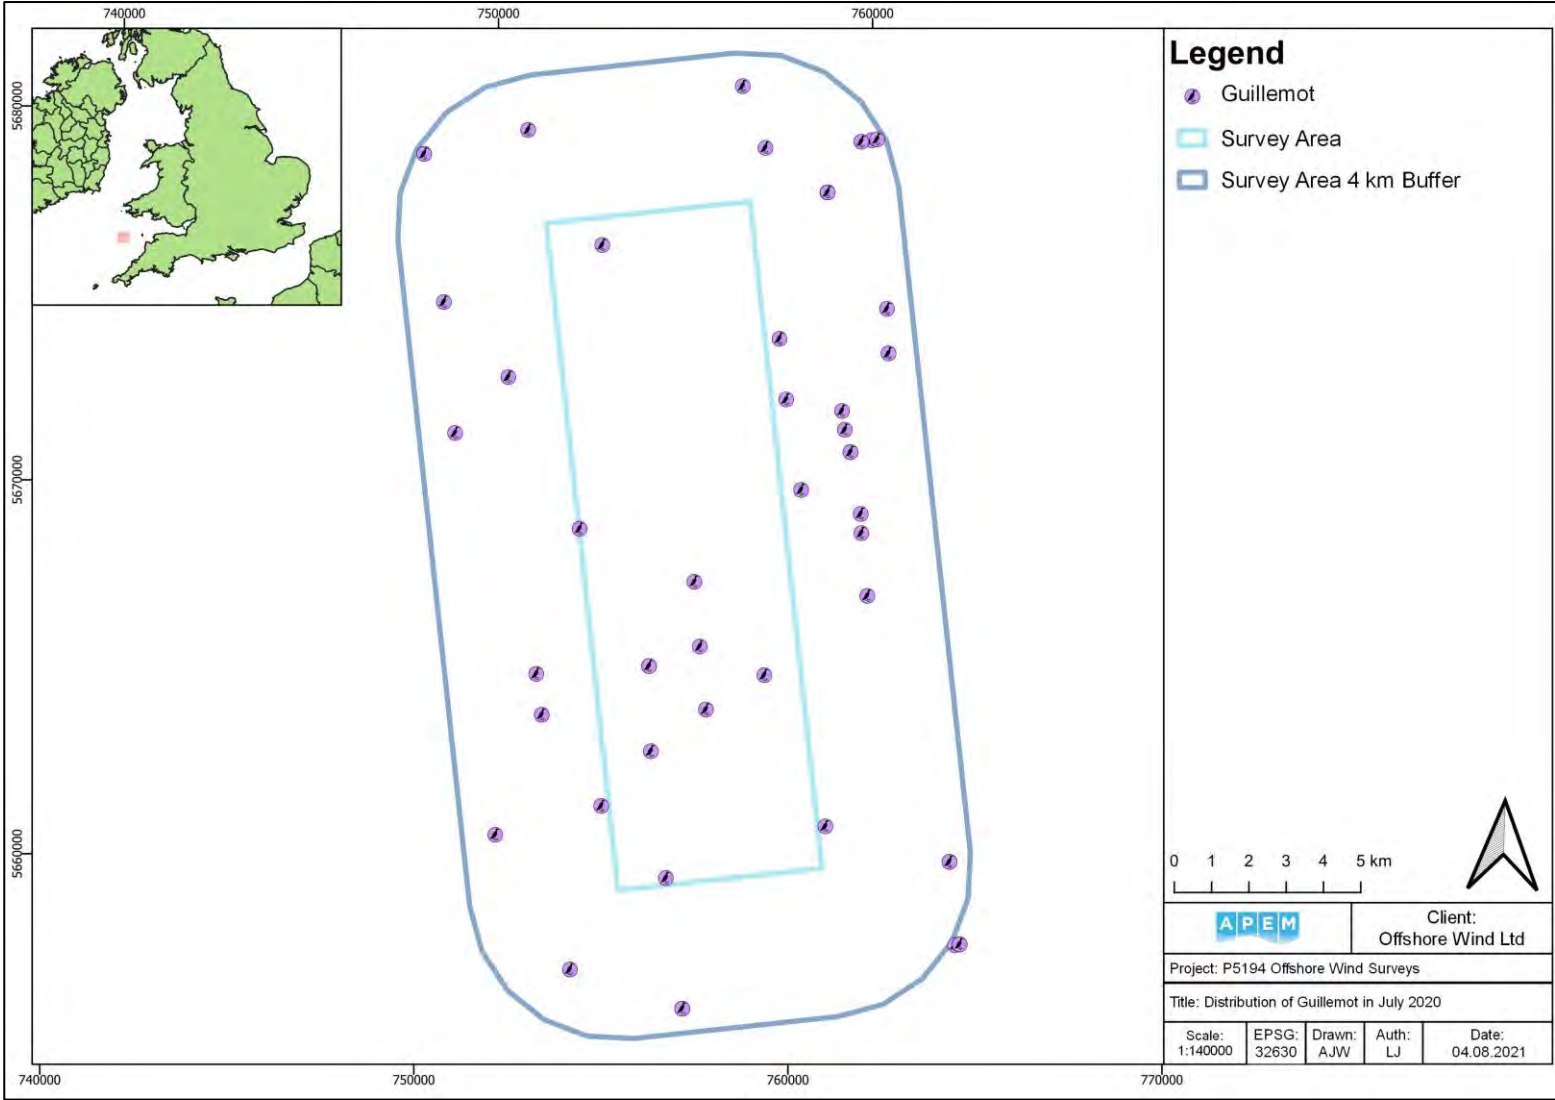 740000
750000
760000
5680000
5670000
5660000
740000
750000
760000
770000
Legend
Guillemot
Survey Area
Survey Area 4 km Buffer
0 1 2 3 4 5 km
APEM
Client:
Offshore Wind Ltd
Project: P5194 Offshore Wind Surveys
Title: Distribution of Guillemot in July 2020
Scale:
1:140000
EPSG:
32630
Drawn:
AJW
Auth:
LJ
Date:
04.08.2021